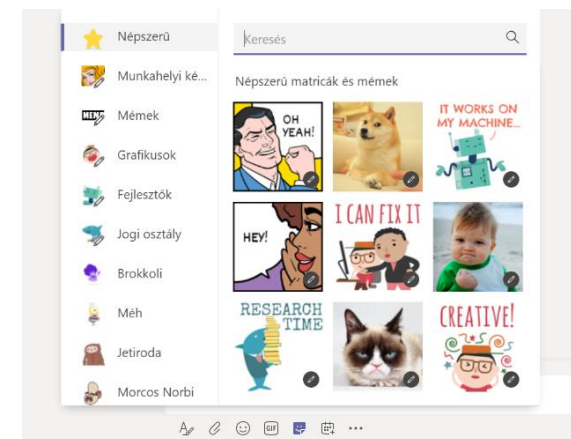 Népszerű
Munkahelyi ké...
Mémek
Grafikusok
Fejlesztők
Jogi osztály
Brokkoli
Méh
Jetiroda
Morcos Norbi
Keresés
Népszerű matricák és mémek
OH
YEAH!
IT WORKS ON
MY MACHINE...
HEY!
I CAN FIX IT
RESEARCH
TIME
CREATIVE!
GIF